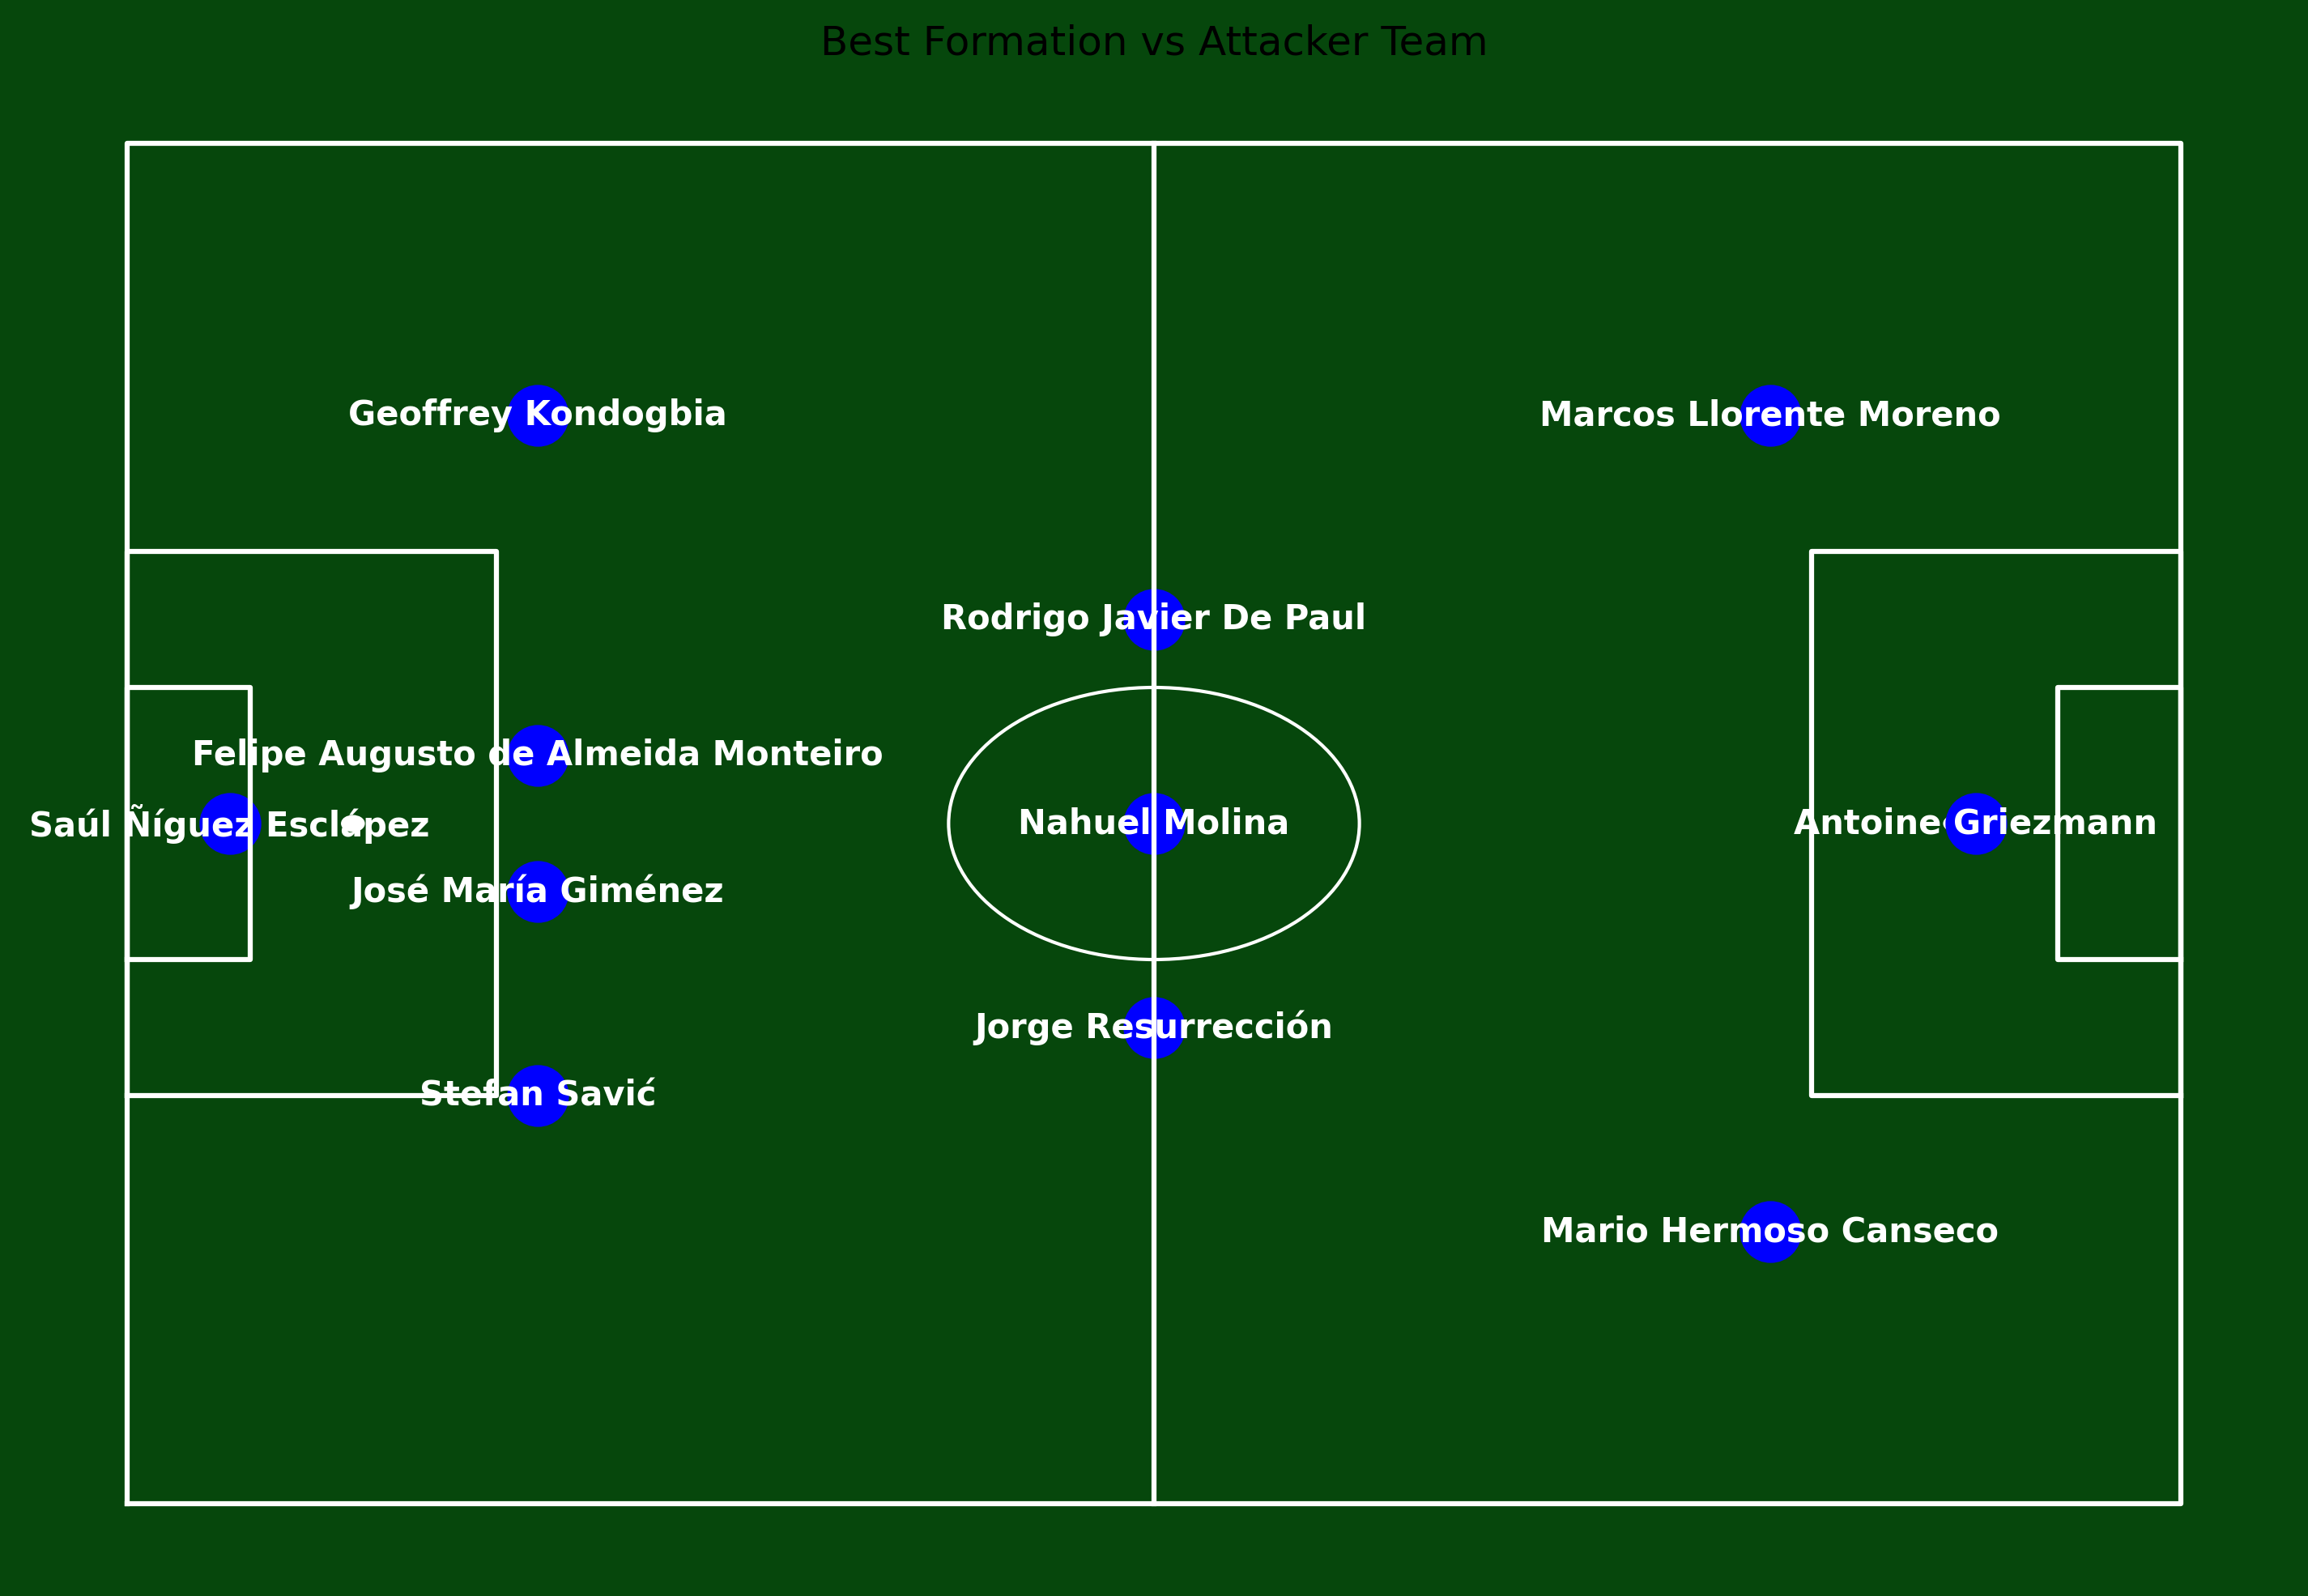 Best Formation vs Attacker Team
Geoffrey Kondogbia
Marcos Llorente Moreno
Rodrigo Javier De Paul
Felipe Augusto de Almeida Monteiro
Saúl Ñíguez Esclápez
Nahuel Molina
Antoine Griezmann
José María Giménez
Jorge Resurrección
Stefan Savić
Mario Hermoso Canseco